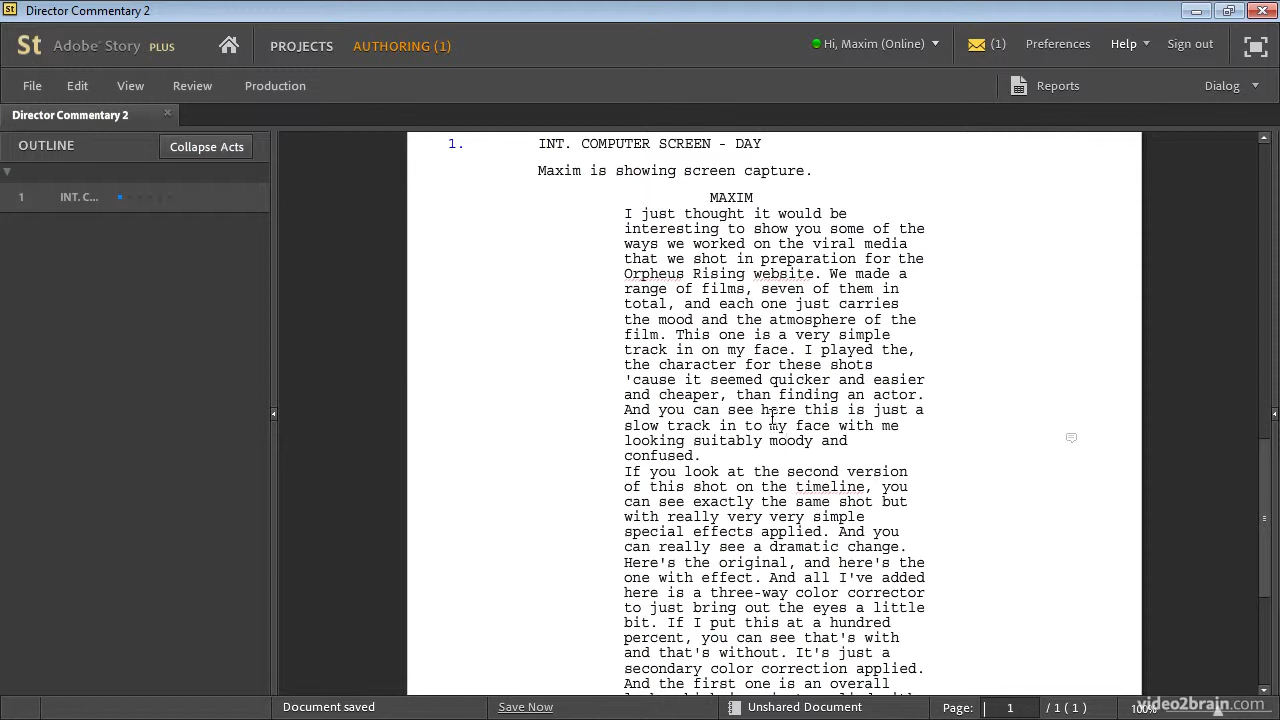 Director Commentary 2
St Adobe Story PLUS PROJECTS AUTHORING (1) Hi, Maxim (Online) (1) Preferences Help Sign out
File Edit View Review Production Reports Dialog
Director Commentary 2
OUTLINE Collapse Acts
1 INT. C...
1. INT. COMPUTER SCREEN - DAY
Maxim is showing screen capture.
MAXIM
I just thought it would be
interesting to show you some of the
ways we worked on the viral media
that we shot in preparation for the
Orpheus Rising website. We made a
range of films, seven of them in
total, and each one just carries
the mood and the atmosphere of the
film. This one is a very simple
track in on my face. I played the,
the character for these shots
'cause it seemed quicker and easier
and cheaper, than finding an actor.
And you can see here this is just a
slow track in to my face with me
looking suitably moody and
confused.
If you look at the second version
of this shot on the timeline, you
can see exactly the same shot but
with really very very simple
special effects applied. And you
can really see a dramatic change.
Here's the original, and here's the
one with effect. And all I've added
here is a three-way color corrector
to just bring out the eyes a little
bit. If I put this at a hundred
percent, you can see that's with
and that's without. It's just a
secondary color correction applied.
And the first one is an overall
Document saved Save Now Unshared Document Page: 1 / 1 ( 1 ) 100%
video2brain.com